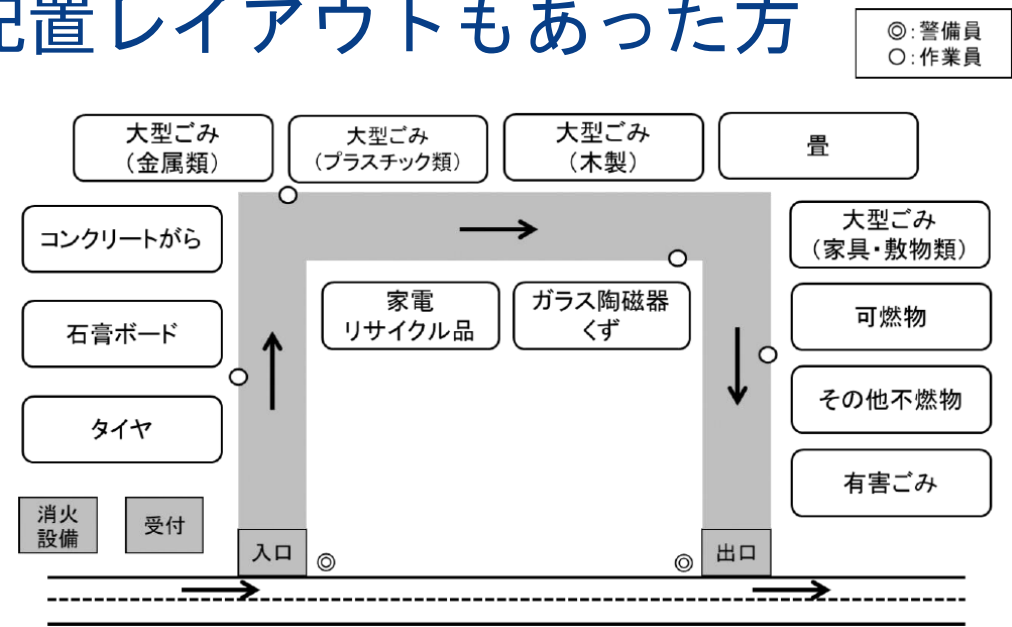 配置レイアウトもあった方
◎:警備員
○:作業員
大型ごみ
(金属類)
大型ごみ
(プラスチック類)
大型ごみ
(木製)
畳
コンクリートがら
大型ごみ
(家具・敷物類)
家電
リサイクル品
ガラス陶磁器
くず
石膏ボード
可燃物
タイヤ
その他不燃物
有害ごみ
消火
設備
受付
入口
出口